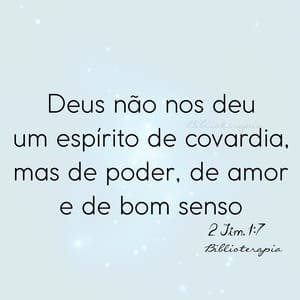 Deus não nos deu
Biblioterapia
um espírito de covardia,
mas de poder, de amor
e de bom senso
2 Tim. 1:7
Biblioterapia